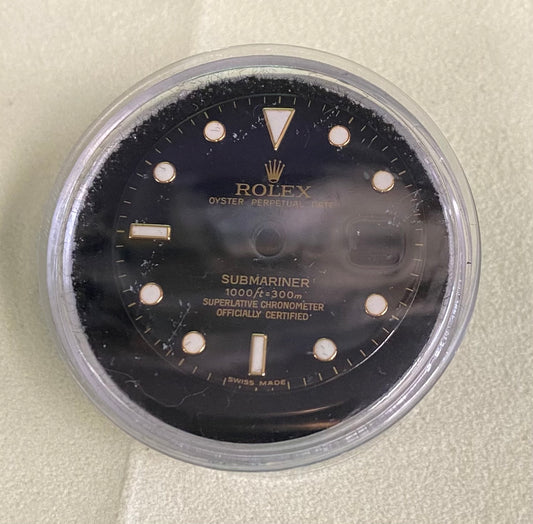 ROLEX
OYSTER PERPETUAL DATE
SUBMARINER
1000ft=300m
SUPERLATIVE CHRONOMETER
OFFICIALLY CERTIFIED
SWISS MADE